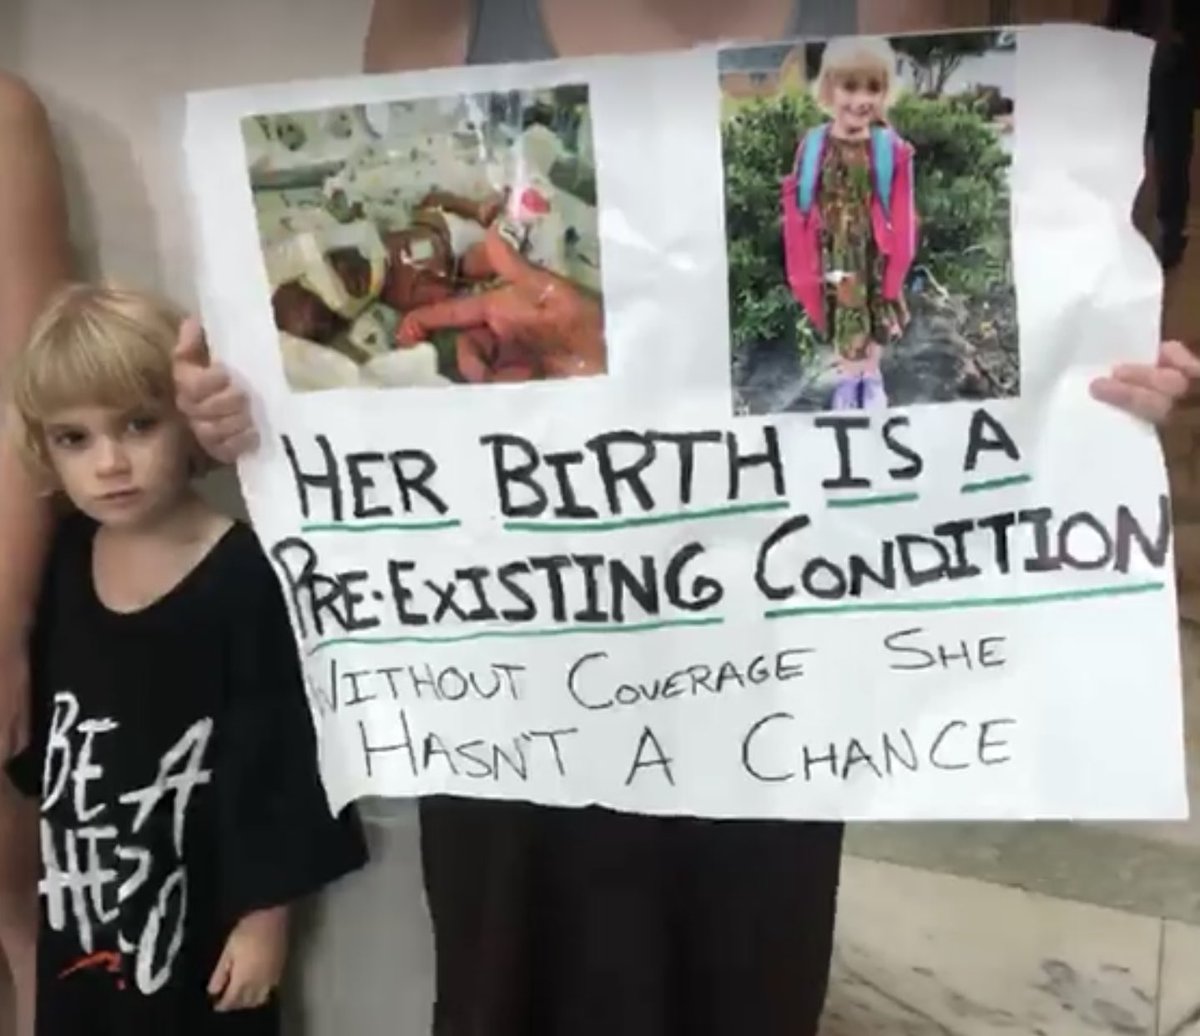 HER BIRTH IS A
PRE-EXISTING CONDITION
WITHOUT COVERAGE SHE
HASN'T A CHANCE
BE A
HERO